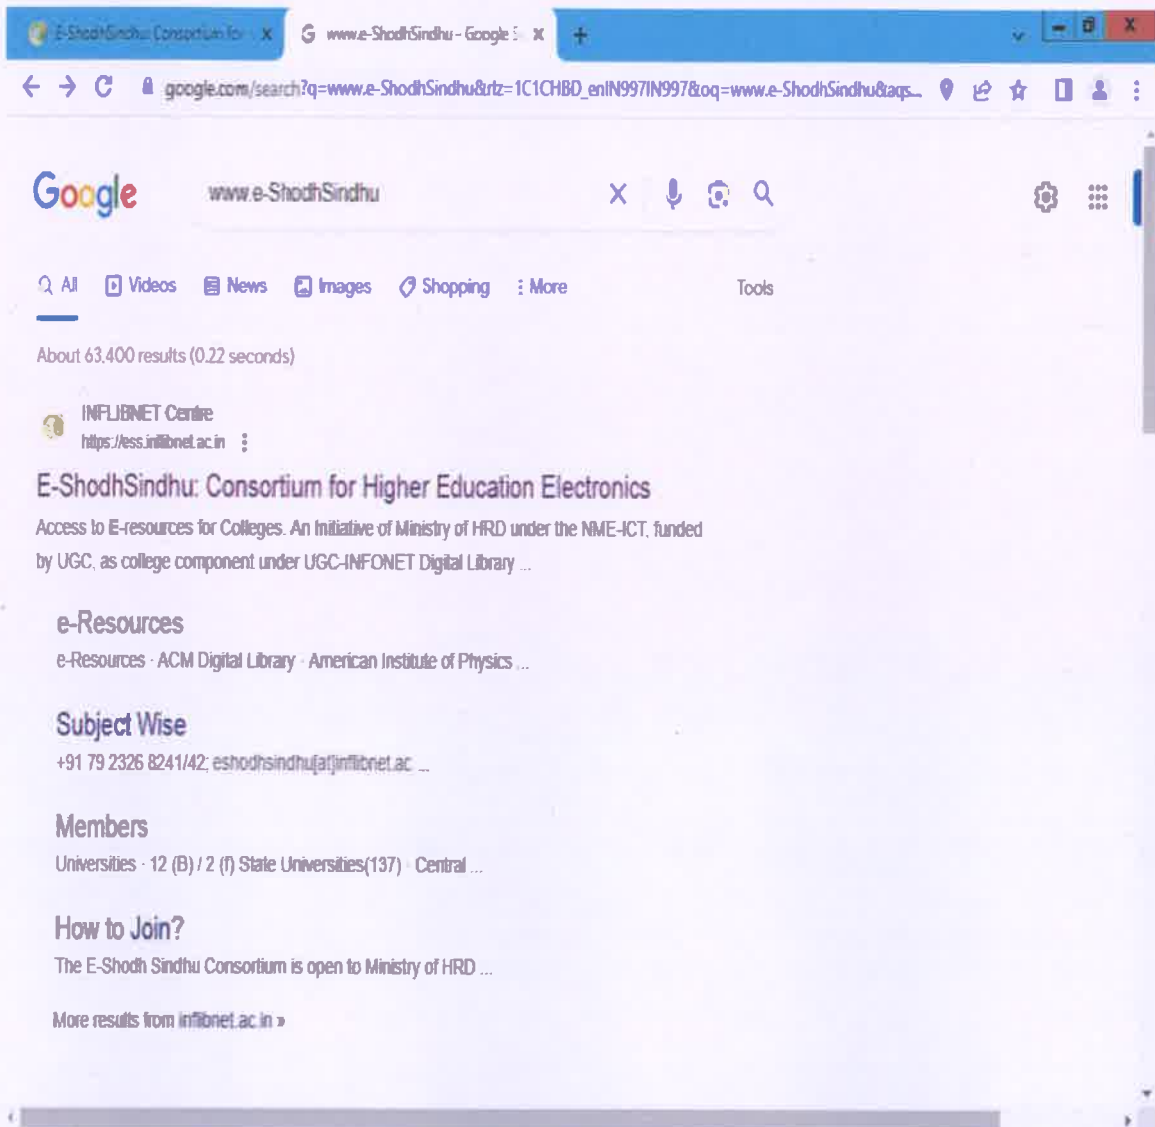 E-ShodhSindhu: Consortium for
www.e-ShodhSindhu - Google S
google.com/search?q=www.e-ShodhSindhu&rlz=1C1CHBD_enIN997IN997&oq=www.e-ShodhSindhu&aqs...
Google
www.e-ShodhSindhu
All Videos News Images Shopping More Tools
About 63,400 results (0.22 seconds)
INFLIBNET Centre
https://ess.inflibnet.ac.in
E-ShodhSindhu: Consortium for Higher Education Electronics
Access to E-resources for Colleges. An Initiative of Ministry of HRD under the NME-ICT, funded
by UGC, as college component under UGC-INFONET Digital Library ...
e-Resources
e-Resources · ACM Digital Library · American Institute of Physics ...
Subject Wise
+91 79 2326 8241/42; eshodhsindhu[at]inflibnet.ac ...
Members
Universities · 12 (B) / 2 (f) State Universities(137) · Central ...
How to Join?
The E-Shodh Sindhu Consortium is open to Ministry of HRD ...
More results from inflibnet.ac.in »